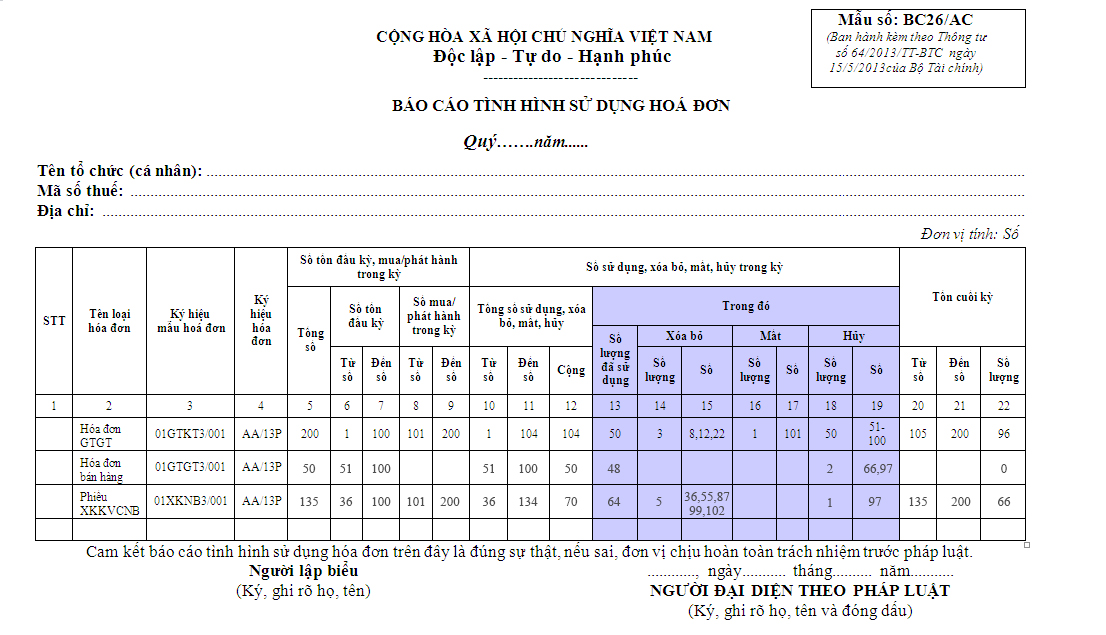 CỘNG HÒA XÃ HỘI CHỦ NGHĨA VIỆT NAM
Độc lập - Tự do - Hạnh phúc
-------------------------------
Mẫu số: BC26/AC
(Ban hành kèm theo Thông tư
số 64/2013/TT-BTC ngày
15/5/2013của Bộ Tài chính)
BÁO CÁO TÌNH HÌNH SỬ DỤNG HOÁ ĐƠN
Quý…….năm......
Tên tổ chức (cá nhân): ........................................
Mã số thuế: ........................................
Địa chỉ: ........................................
Đơn vị tính: Số
STT
Tên loại
hóa đơn
Ký hiệu
mẫu hoá đơn
Ký
hiệu
hóa
đơn
Số tồn đầu kỳ, mua/phát hành
trong kỳ
Số sử dụng, xóa bỏ, mất, hủy trong kỳ
Tồn cuối kỳ
Tổng
số
Số tồn
đầu kỳ
Số mua/
phát hành
trong kỳ
Tổng số sử dụng, xóa
bỏ, mất, hủy
Trong đó
Số
lượng
đã sử
dụng
Xóa bỏ
Mất
Hủy
Từ
số
Đến
số
Từ
số
Đến
số
Từ
số
Đến
số
Cộng
Số
lượng
Số
Số
lượng
Số
Số
lượng
Số
Từ
số
Đến
số
Số
lượng
1 2 3 4 5 6 7 8 9 10 11 12 13 14 15 16 17 18 19 20 21 22
Hóa đơn
GTGT
01GTKT3/001 AA/13P 200 1 100 101 200 1 104 104 50 3 8,12,22 1 101 50
51-
100
105 200 96
Hóa đơn
bán hàng
01GTGT3/001 AA/13P 50 51 100 51 100 50 48 2 66,97 0
Phiếu
XKKVCNB
01XKNB3/001 AA/13P 135 36 100 101 200 36 134 70 64 5
36,55,87
99,102
1 97 135 200 66
Cam kết báo cáo tình hình sử dụng hóa đơn trên đây là đúng sự thật, nếu sai, đơn vị chịu hoàn toàn trách nhiệm trước pháp luật.
Người lập biểu
(Ký, ghi rõ họ, tên)
............, ngày........... tháng.......... năm...........
NGƯỜI ĐẠI DIỆN THEO PHÁP LUẬT
(Ký, ghi rõ họ, tên và đóng dấu)